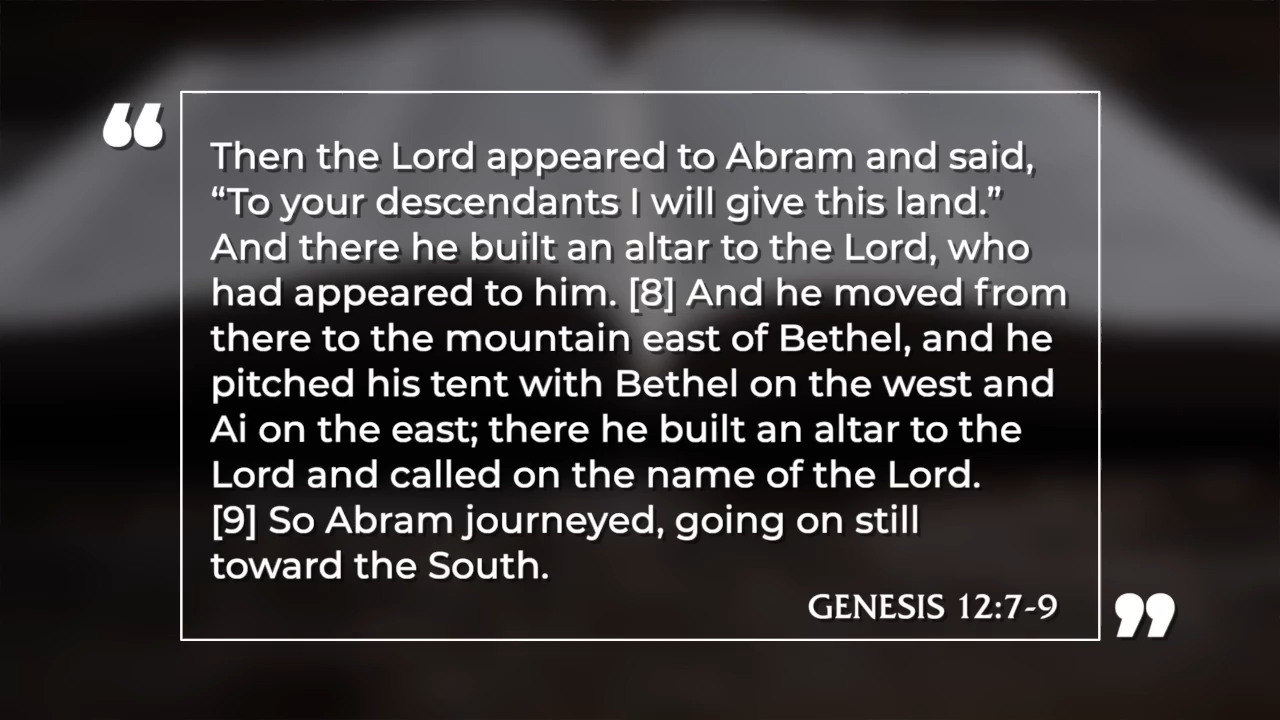 Then the Lord appeared to Abram and said,
“To your descendants I will give this land.”
And there he built an altar to the Lord, who
had appeared to him. [8] And he moved from
there to the mountain east of Bethel, and he
pitched his tent with Bethel on the west and
Ai on the east; there he built an altar to the
Lord and called on the name of the Lord.
[9] So Abram journeyed, going on still
toward the South.
GENESIS 12:7-9